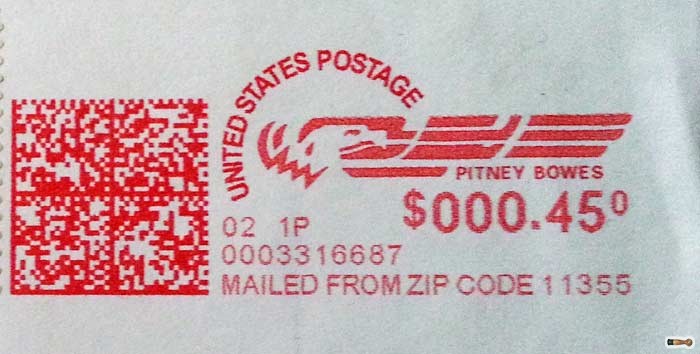 UNITED STATES POSTAGE
PITNEY BOWES
$000.45⁰
02 1P
0003316687
MAILED FROM ZIP CODE 11355